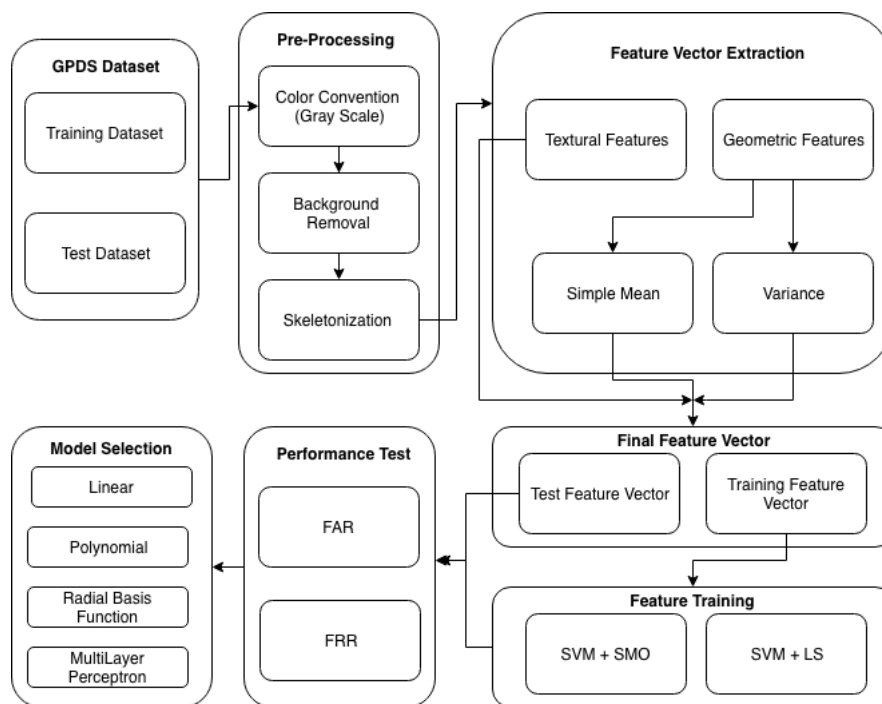 GPDS Dataset
Training Dataset
Test Dataset
Pre-Processing
Color Convention
(Gray Scale)
Background
Removal
Skeletonization
Feature Vector Extraction
Textural Features
Geometric Features
Simple Mean
Variance
Final Feature Vector
Test Feature Vector
Training Feature
Vector
Feature Training
SVM + SMO
SVM + LS
Performance Test
FAR
FRR
Model Selection
Linear
Polynomial
Radial Basis
Function
MultiLayer
Perceptron